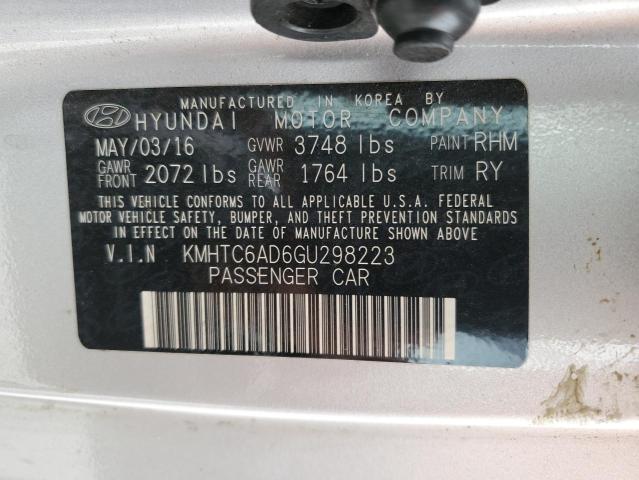 MANUFACTURED IN KOREA BY
HYUNDAI MOTOR COMPANY
MAY/03/16 GVWR 3748 lbs PAINT RHM
GAWR FRONT 2072 lbs GAWR REAR 1764 lbs TRIM RY
THIS VEHICLE CONFORMS TO ALL APPLICABLE U.S.A. FEDERAL
MOTOR VEHICLE SAFETY, BUMPER, AND THEFT PREVENTION
STANDARDS IN EFFECT ON THE DATE OF MANUFACTURE SHOWN ABOVE
V.I.N KMHTC6AD6GU298223
PASSENGER CAR